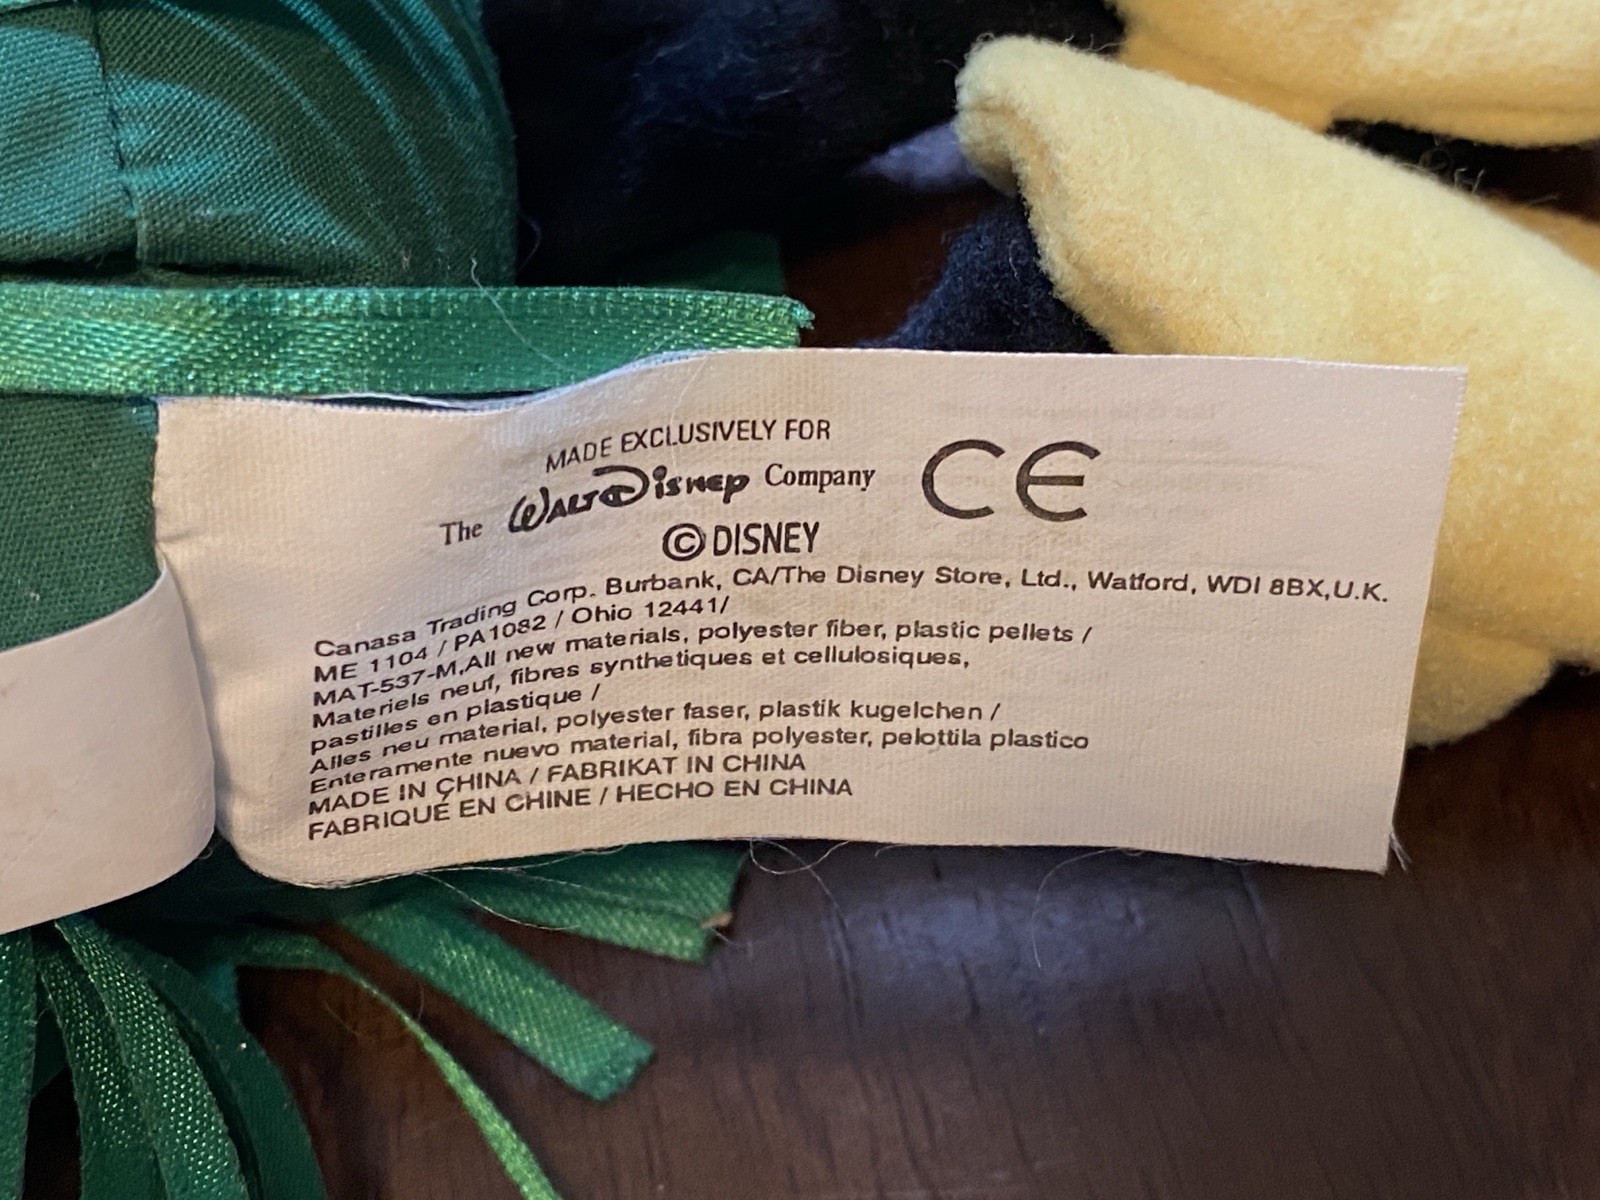 MADE EXCLUSIVELY FOR
The WALT DISNEY Company
CE
© DISNEY
Canasa Trading Corp. Burbank, CA/The Disney Store, Ltd., Watford, WDI 8BX,U.K.
ME 1104 / PA1082 / Ohio 12441/
MAT-537-M,All new materials, polyester fiber, plastic pellets /
Materiels neuf, fibres synthetiques et cellulosiques,
pastilles en plastique /
Alles neu material, polyester faser, plastik kugelchen /
Enteramente nuevo material, fibra polyester, pelottila plastico
MADE IN CHINA / FABRIKAT IN CHINA
FABRIQUÉ EN CHINE / HECHO EN CHINA